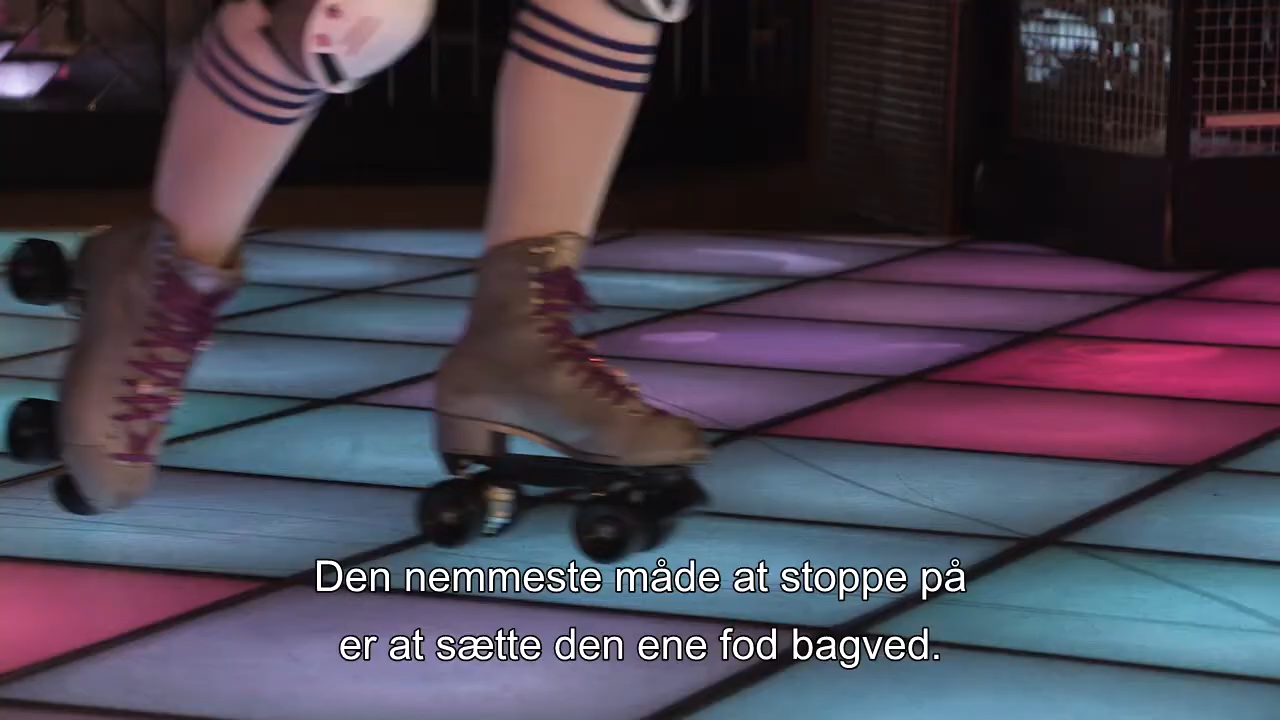 Den nemmeste måde at stoppe på
er at sætte den ene fod bagved.